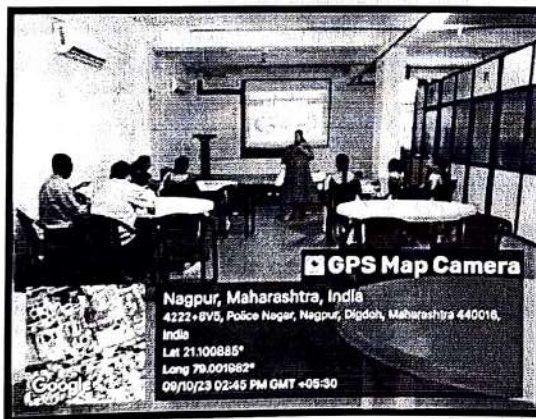 GPS Map Camera
Nagpur, Maharashtra, India
4222+8V5, Police Nagar, Nagpur, Digdoh, Maharashtra 440016,
India
Lat 21.100885°
Long 79.001982°
09/10/23 02:45 PM GMT +05:30
Google